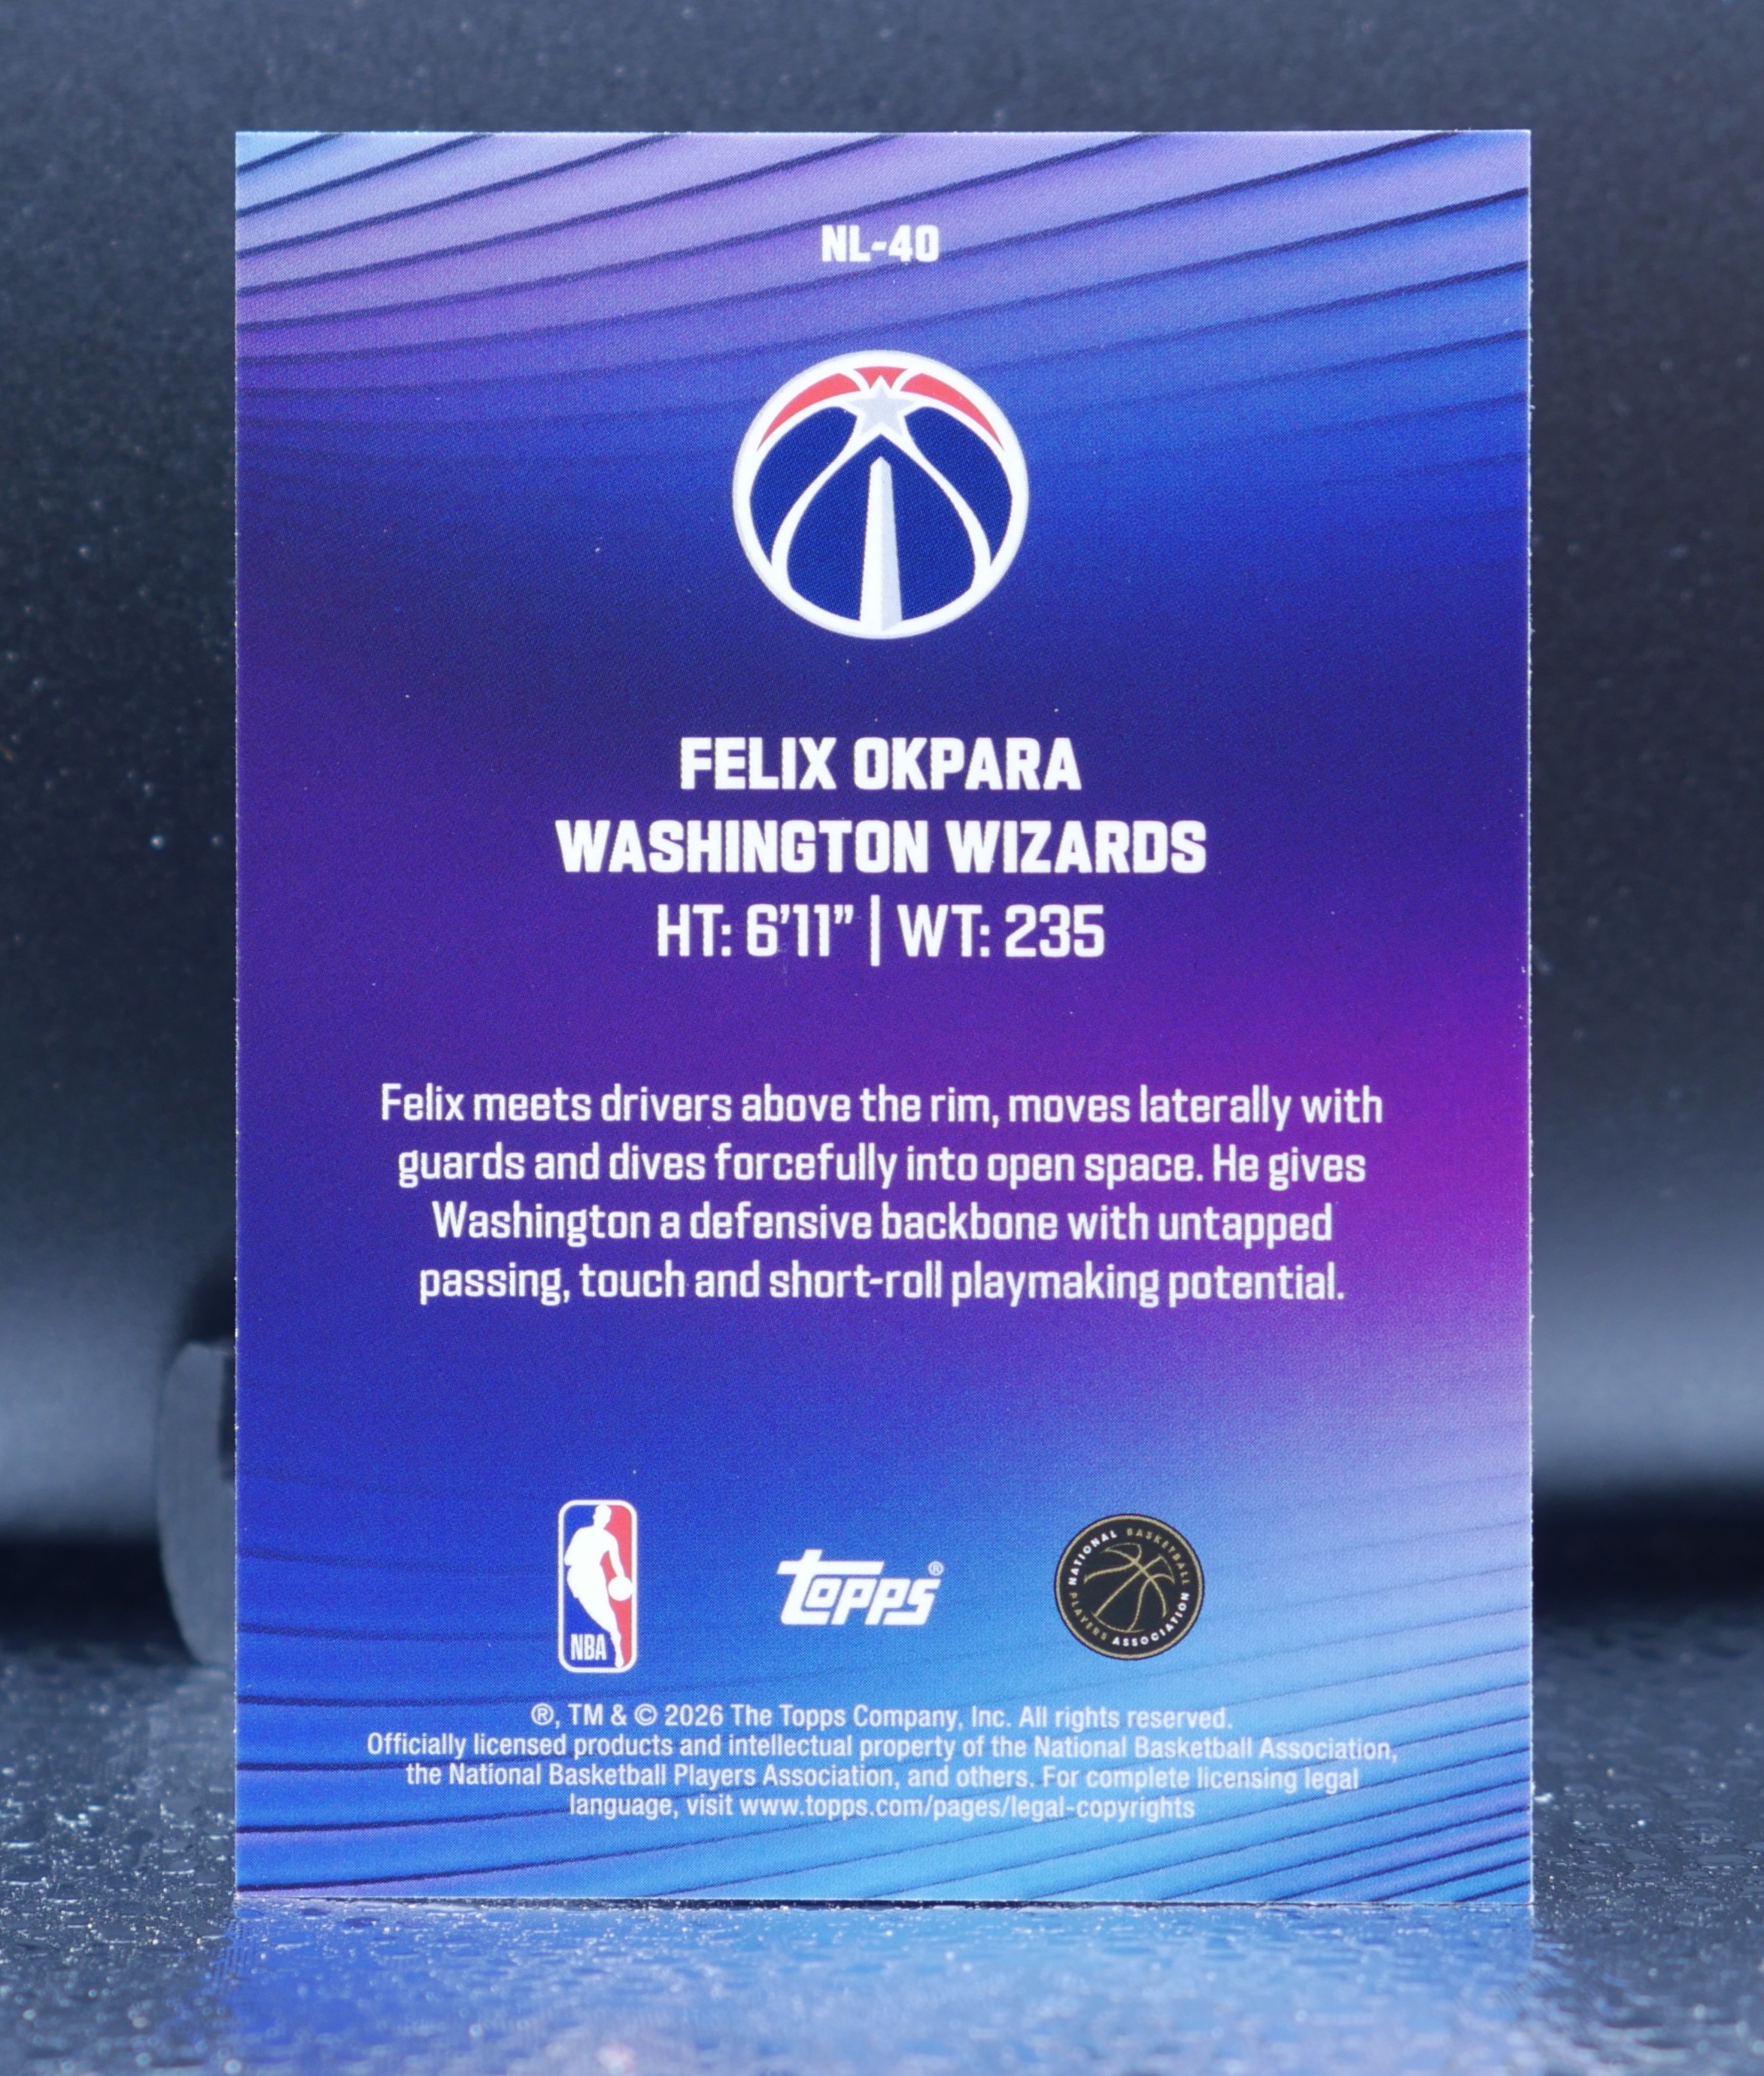 NL-40
FELIX OKPARA
WASHINGTON WIZARDS
HT: 6’11” | WT: 235
Felix meets drivers above the rim, moves laterally with
guards and dives forcefully into open space. He gives
Washington a defensive backbone with untapped
passing, touch and short-roll playmaking potential.
NBA
Topps®
NATIONAL BASKETBALL
PLAYERS ASSOCIATION
®, TM & © 2026 The Topps Company, Inc. All rights reserved.
Officially licensed products and intellectual property of the National Basketball Association,
the National Basketball Players Association, and others. For complete licensing legal
language, visit www.topps.com/pages/legal-copyrights